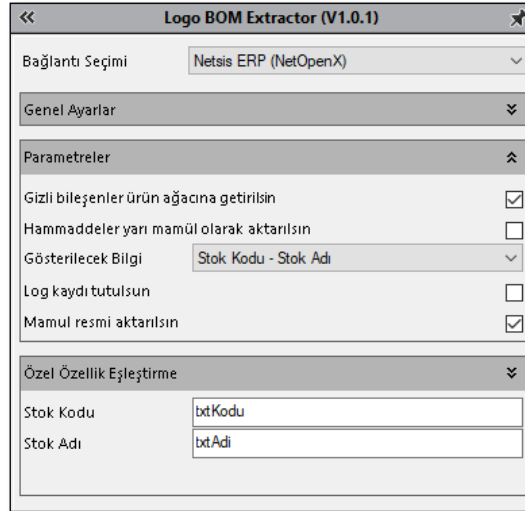 Logo BOM Extractor (V1.0.1)
Bağlantı Seçimi Netsis ERP (NetOpenX)
Genel Ayarlar
Parametreler
Gizli bileşenler ürün ağacına getirilsin
Hammaddeler yarı mamül olarak aktarılsın
Gösterilecek Bilgi Stok Kodu - Stok Adı
Log kaydı tutulsun
Mamul resmi aktarılsın
Özel Özellik Eşleştirme
Stok Kodu txtKodu
Stok Adı txtAdi